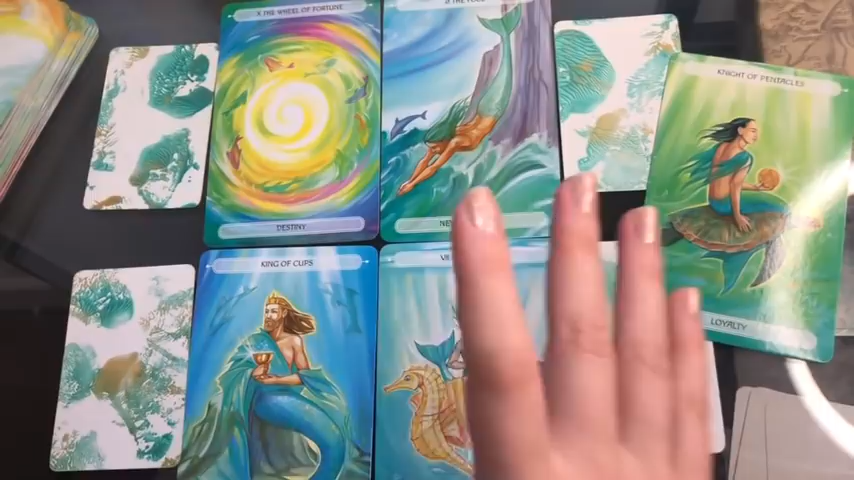 X THE WHEEL OF FORTUNE
DESTINY
KNIGHT OF PENTACLES
LOYALTY
KING OF CUPS